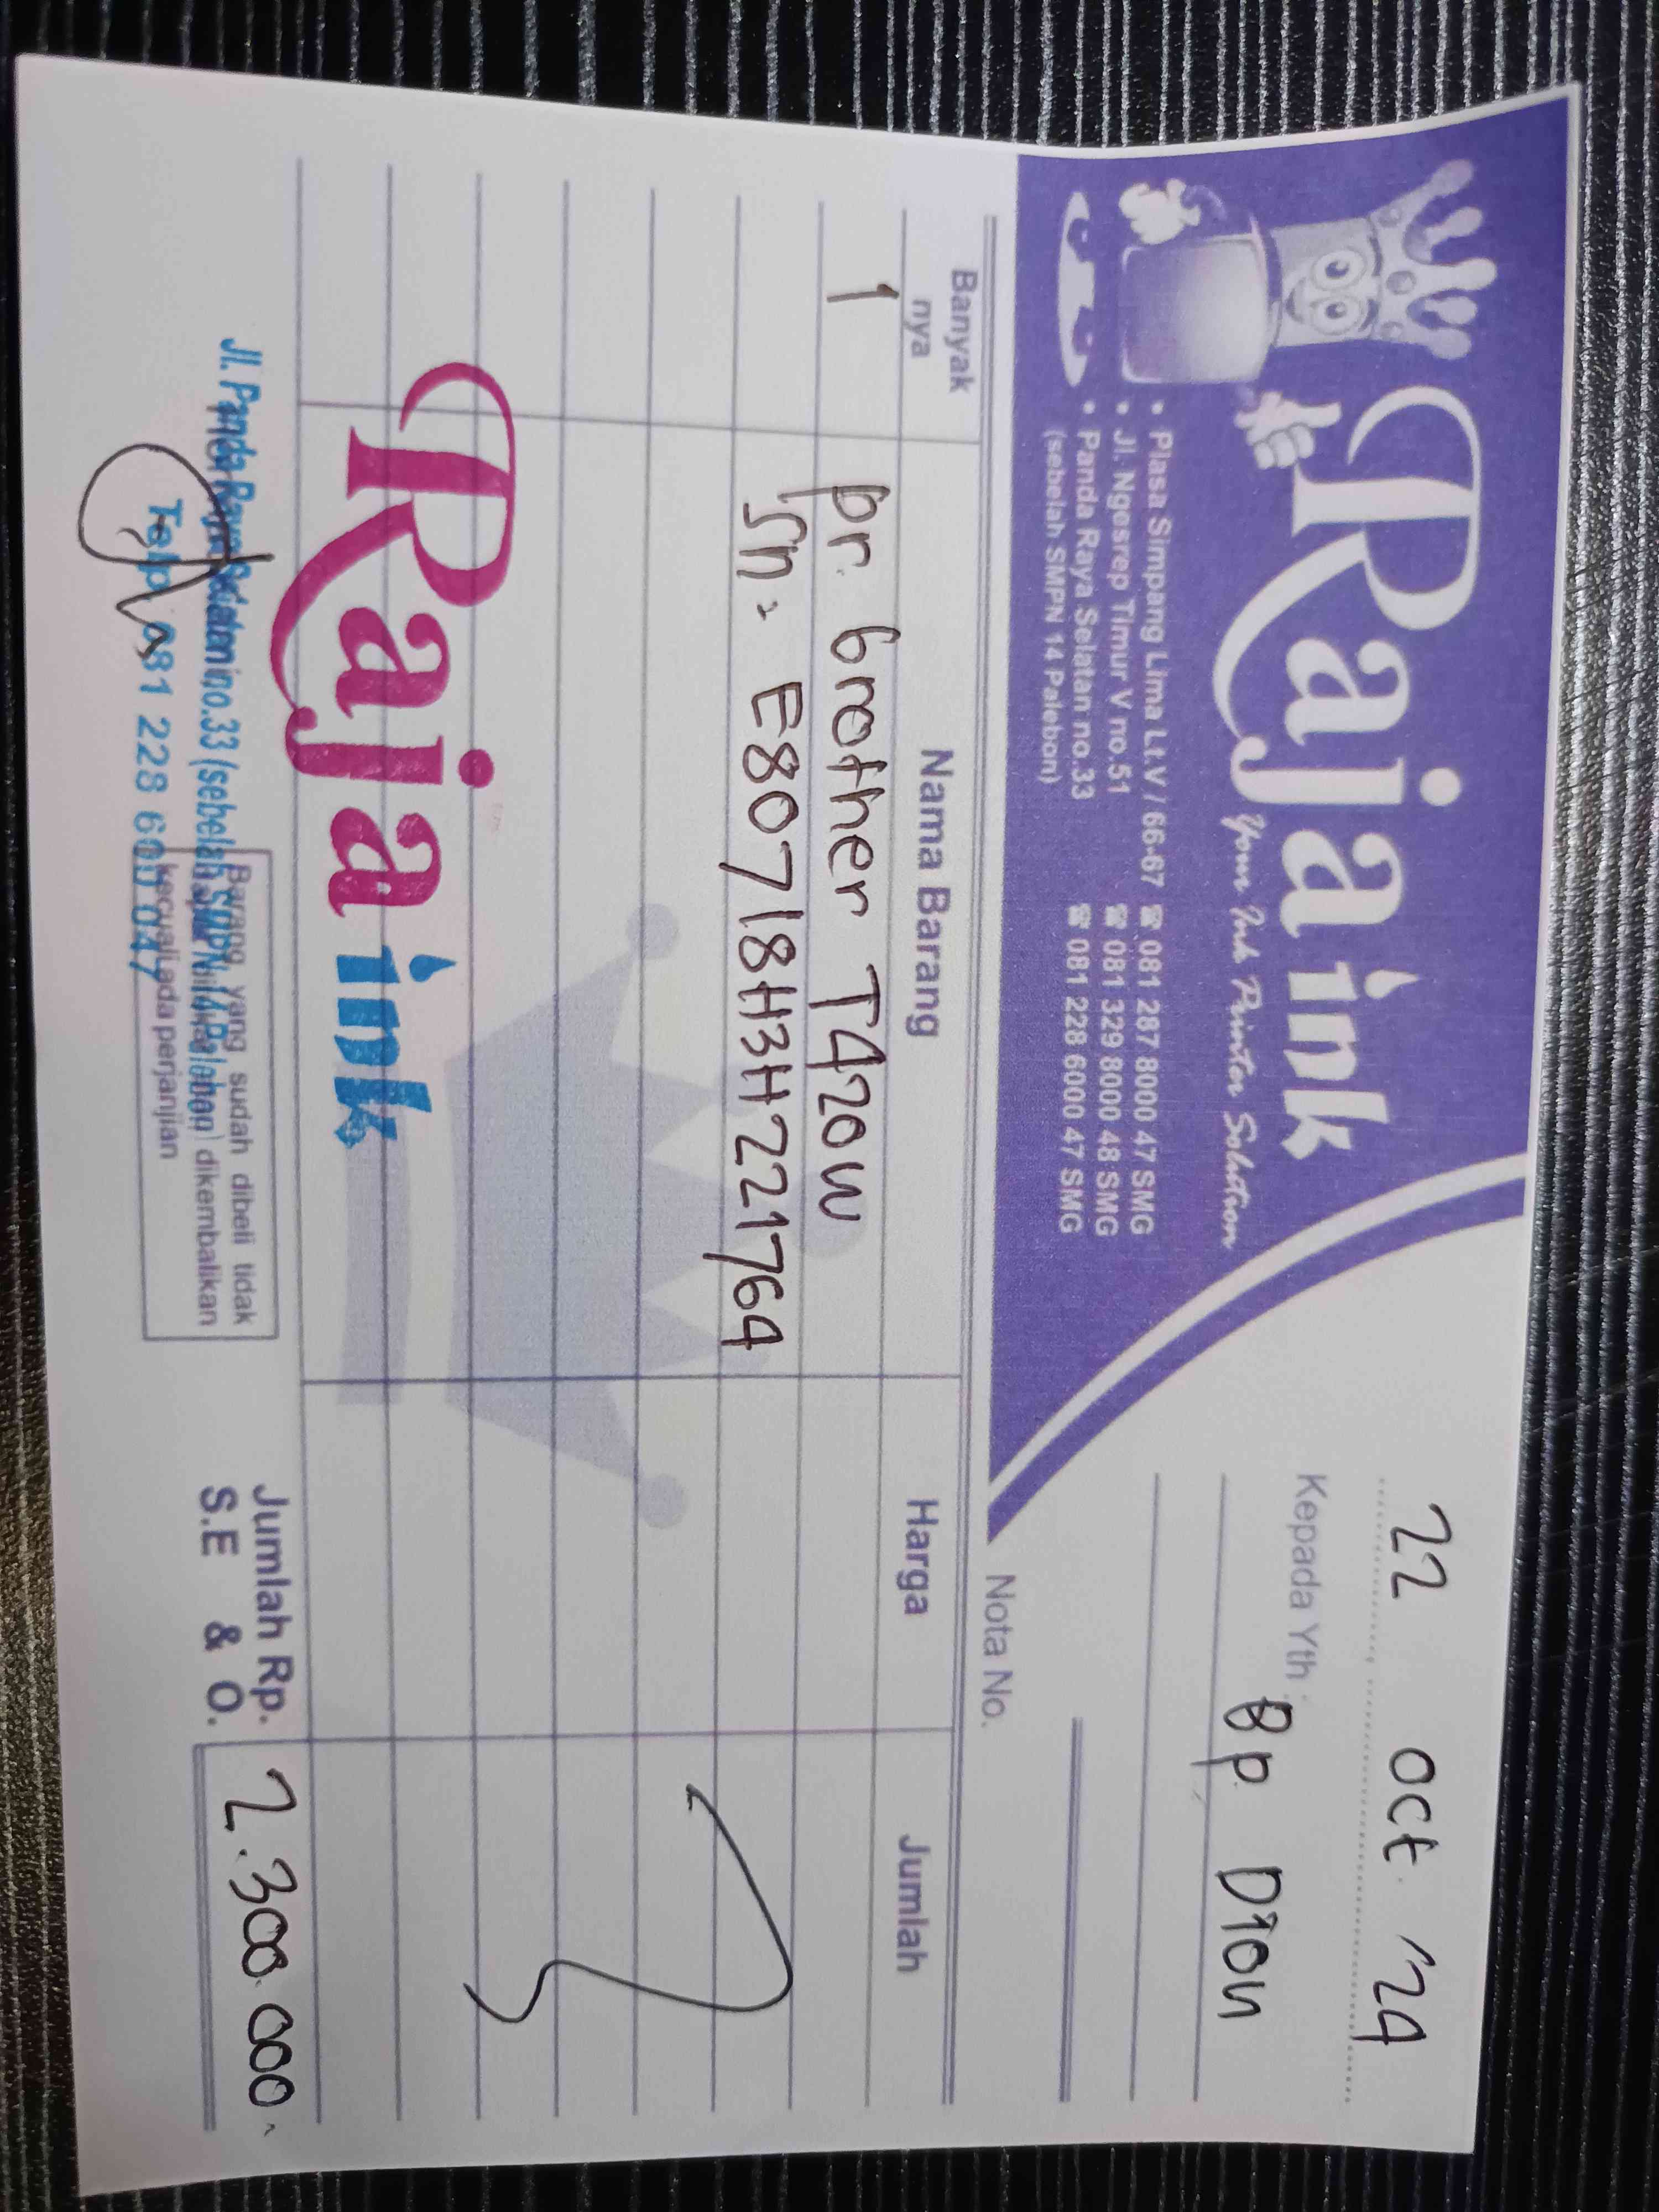 Raja ink
Your Ink Printer Solution
• Plasa Simpang Lima Lt.V / 66-67 ☎ 081 287 8000 47 SMG
• Jl. Ngesrep Timur V no.51 ☎ 081 329 8000 48 SMG
• Panda Raya Selatan no.33 ☎ 081 228 6000 47 SMG
(sebelah SMPN 14 Palebon)
22 oct '24
Kepada Yth : Bp Dion
Nota No.
Banyak nya Nama Barang Harga Jumlah
1 pr. brother T420w
Sn : E80718H3H221764
Raja ink
Jl. Panda Raya Selatan no.33 (sebelah SMPN 14 Palebon)
Telp. 081 228 600 047
Barang yang sudah dibeli tidak
dikembalikan
kecuali ada perjanjian
Jumlah Rp. 2.300.000
S.E & O.